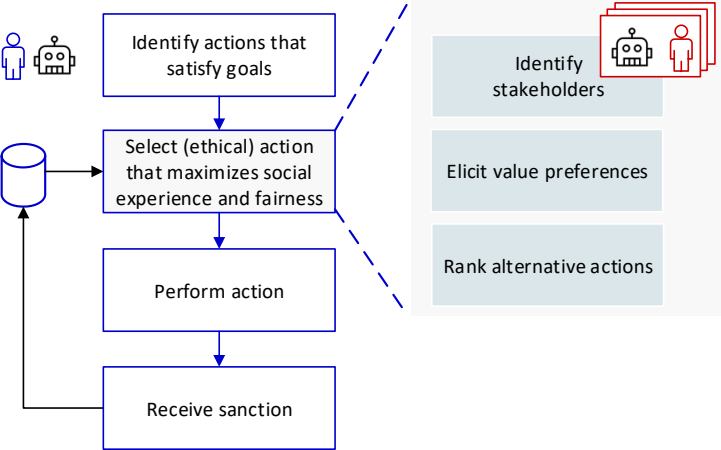 Identify actions that
satisfy goals
Select (ethical) action
that maximizes social
experience and fairness
Perform action
Receive sanction
Identify
stakeholders
Elicit value preferences
Rank alternative actions